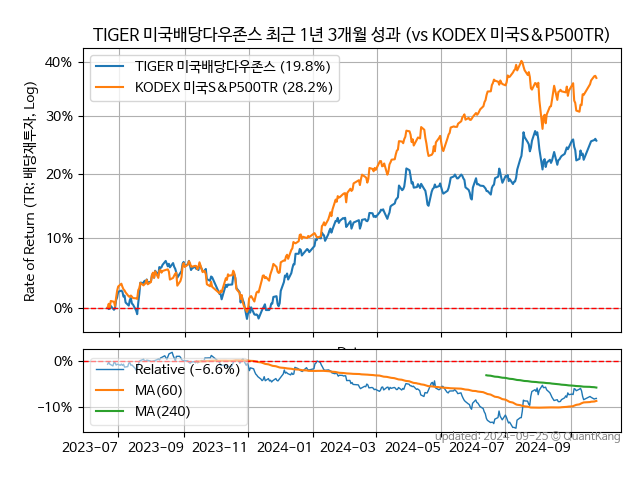 TIGER 미국배당다우존스 최근 1년 3개월 성과 (vs KODEX 미국S&P500TR)
Rate of Return (TR: 배당재투자, Log)
40%
30%
20%
10%
0%
TIGER 미국배당다우존스 (19.8%)
KODEX 미국S&P500TR (28.2%)
0%
−10%
Relative (−6.6%)
MA(60)
MA(240)
updated: 2024-09-25 © QuantKang
2023-07 2023-09 2023-11 2024-01 2024-03 2024-05 2024-07 2024-09